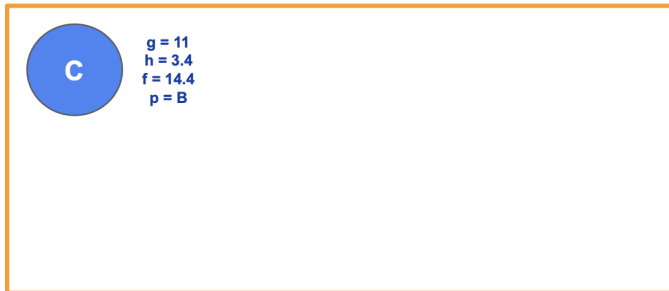 C
g = 11
h = 3.4
f = 14.4
p = B